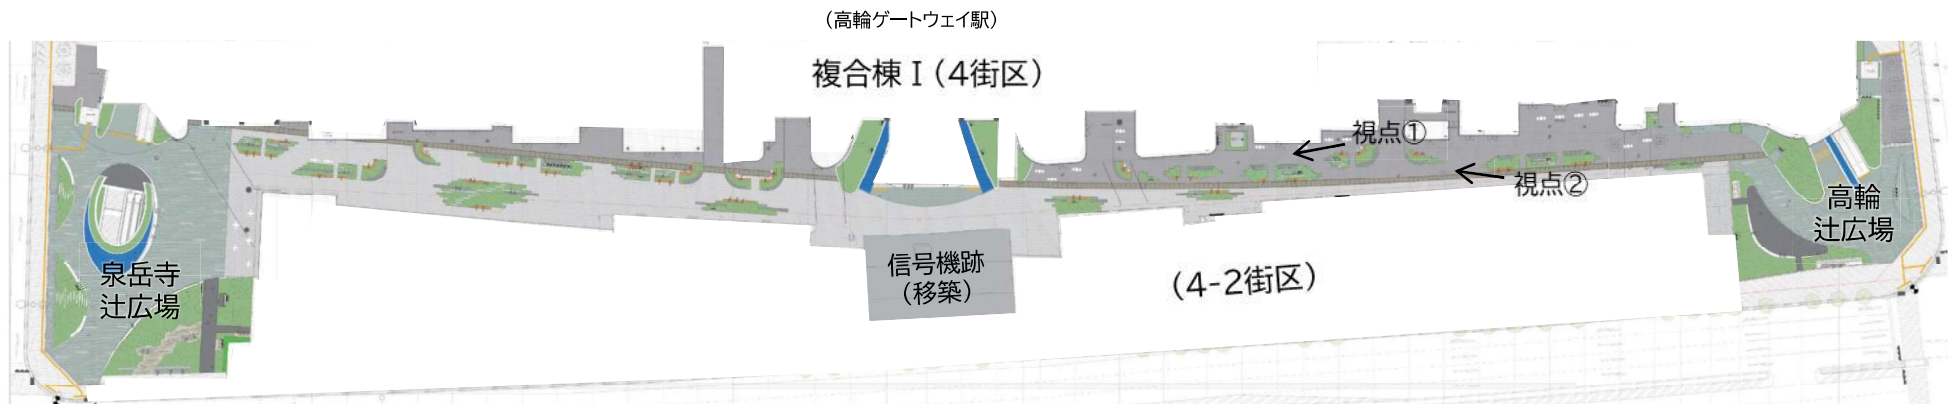 （高輪ゲートウェイ駅）
複合棟Ⅰ（4街区）
視点①
視点②
高輪
辻広場
泉岳寺
辻広場
信号機跡
（移築）
（4-2街区）